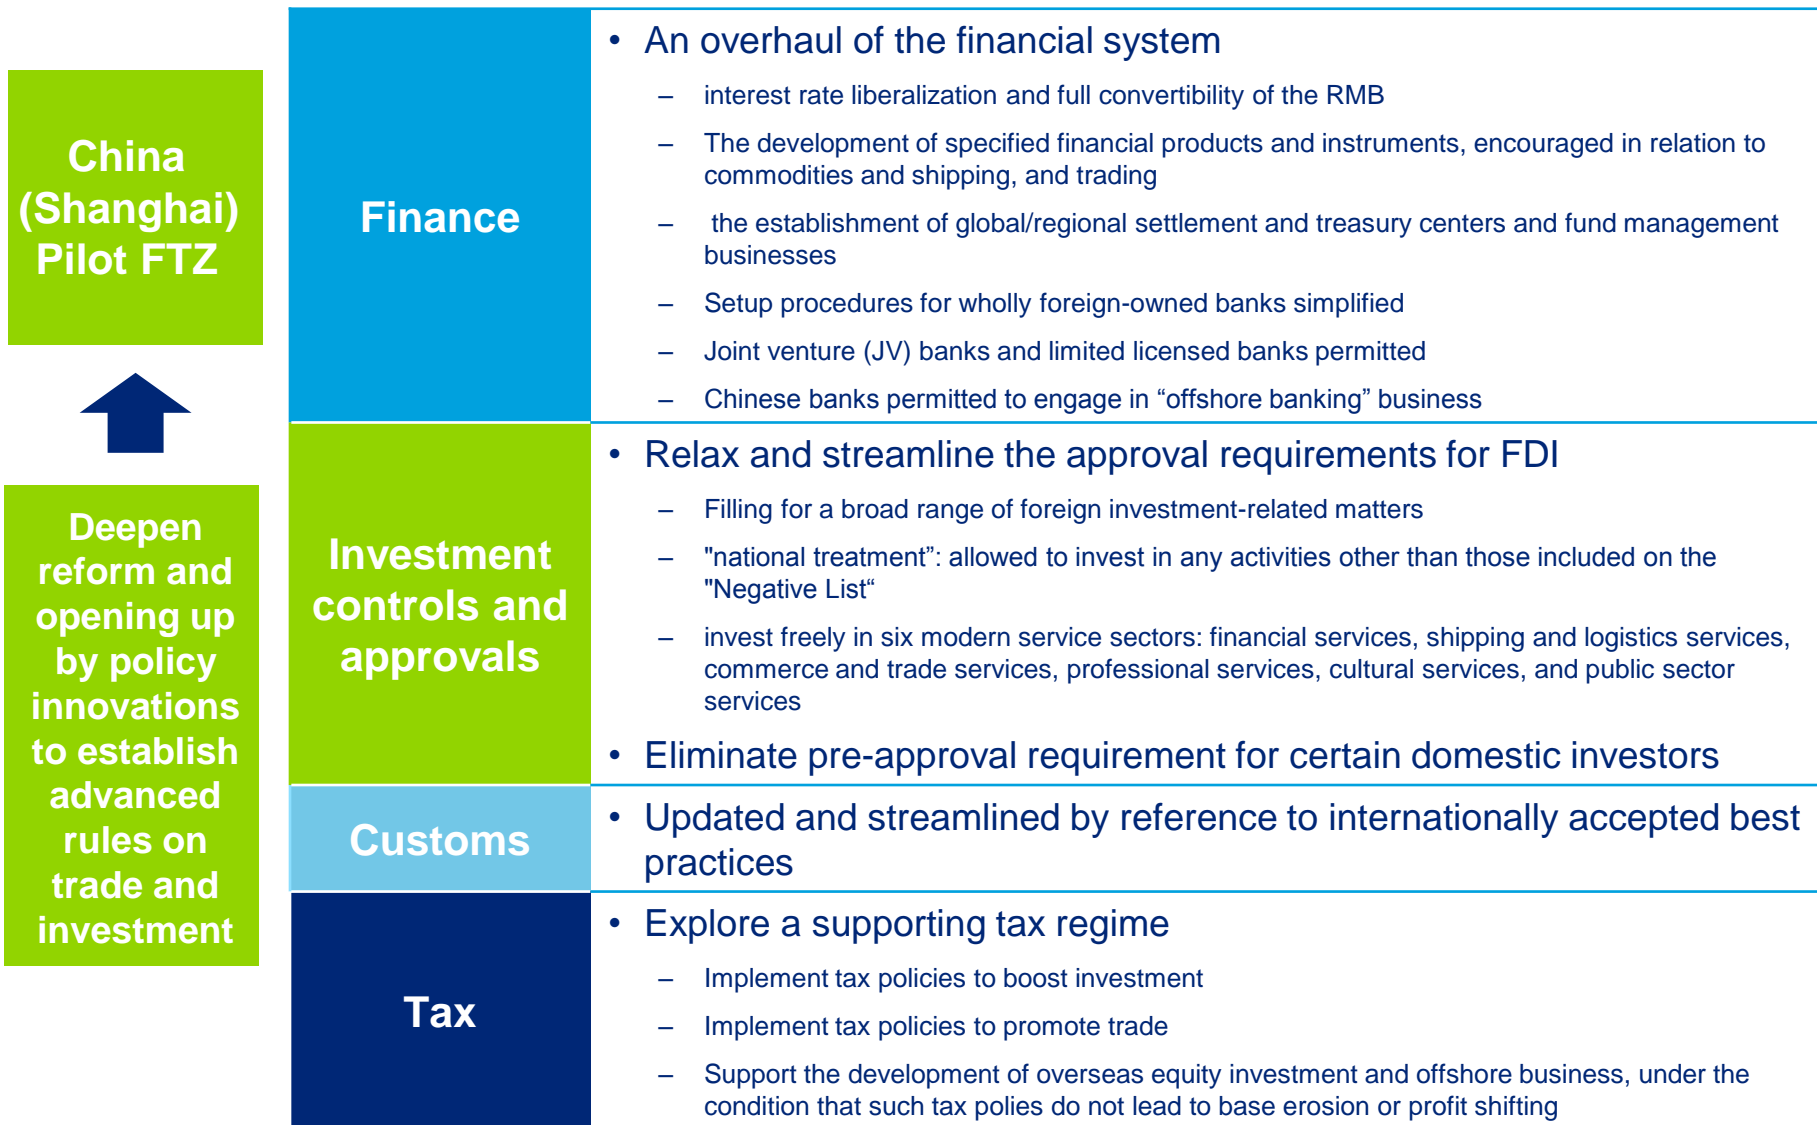 China
(Shanghai)
Pilot FTZ
Deepen
reform and
opening up
by policy
innovations
to establish
advanced
rules on
trade and
investment
Finance
• An overhaul of the financial system
– interest rate liberalization and full convertibility of the RMB
– The development of specified financial products and instruments, encouraged in relation to
commodities and shipping, and trading
– the establishment of global/regional settlement and treasury centers and fund management
businesses
– Setup procedures for wholly foreign-owned banks simplified
– Joint venture (JV) banks and limited licensed banks permitted
– Chinese banks permitted to engage in “offshore banking” business
Investment
controls and
approvals
• Relax and streamline the approval requirements for FDI
– Filling for a broad range of foreign investment-related matters
– "national treatment”: allowed to invest in any activities other than those included on the
"Negative List“
– invest freely in six modern service sectors: financial services, shipping and logistics services,
commerce and trade services, professional services, cultural services, and public sector
services
• Eliminate pre-approval requirement for certain domestic investors
Customs
• Updated and streamlined by reference to internationally accepted best
practices
Tax
• Explore a supporting tax regime
– Implement tax policies to boost investment
– Implement tax policies to promote trade
– Support the development of overseas equity investment and offshore business, under the
condition that such tax polies do not lead to base erosion or profit shifting